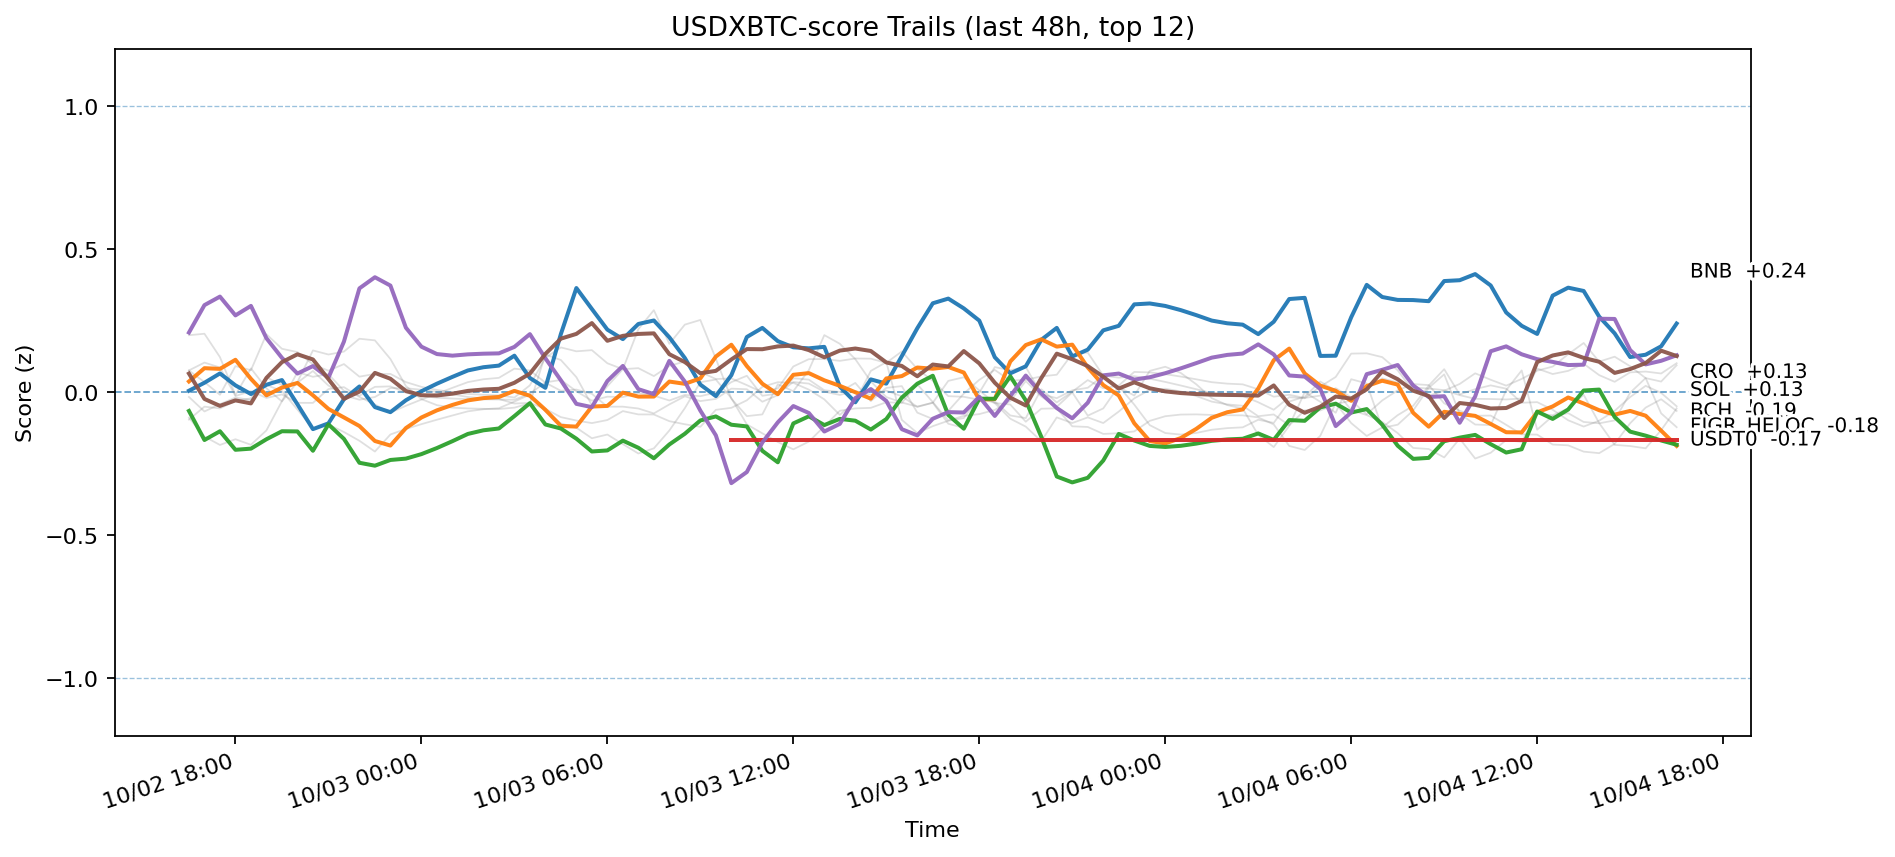 USDXBTC-score Trails (last 48h, top 12)
Score (z)
1.0
0.5
0.0
−0.5
−1.0
BNB +0.24
CRO +0.13
SOL +0.13
BCH -0.19
FIGR_HELOC -0.18
USDT0 -0.17
10/02 18:00
10/03 00:00
10/03 06:00
10/03 12:00
10/03 18:00
10/04 00:00
10/04 06:00
10/04 12:00
10/04 18:00
Time